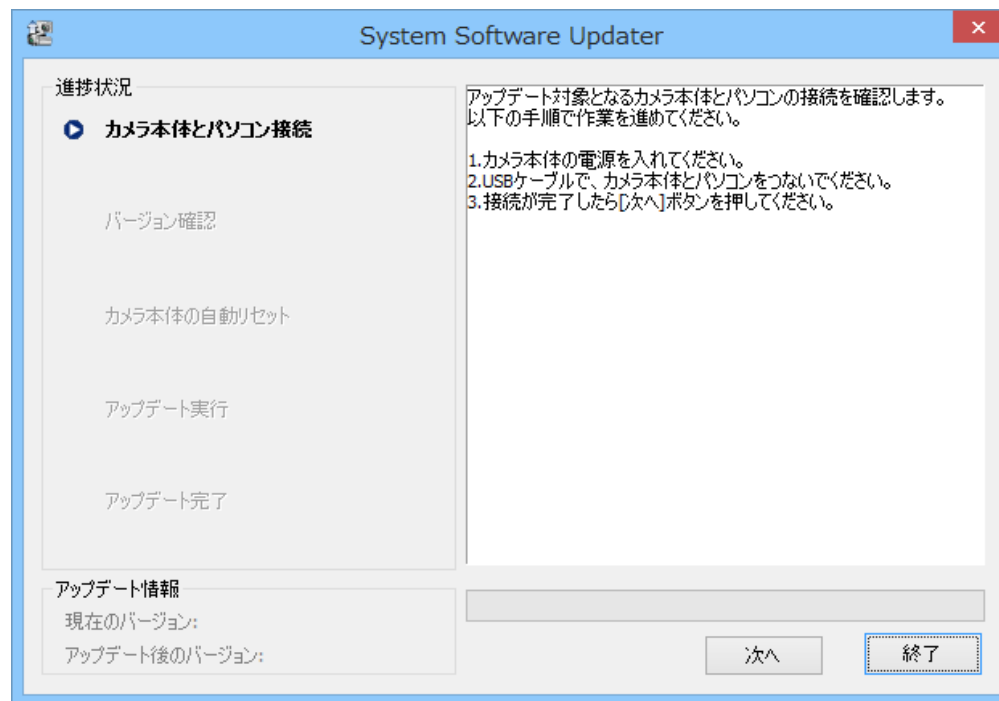 System Software Updater
進捗状況
カメラ本体とパソコン接続
バージョン確認
カメラ本体の自動リセット
アップデート実行
アップデート完了
アップデート情報
現在のバージョン:
アップデート後のバージョン:
アップデート対象となるカメラ本体とパソコンの接続を確認します。
以下の手順で作業を進めてください。
1.カメラ本体の電源を入れてください。
2.USBケーブルで、カメラ本体とパソコンをつないでください。
3.接続が完了したら[次へ]ボタンを押してください。
次へ
終了